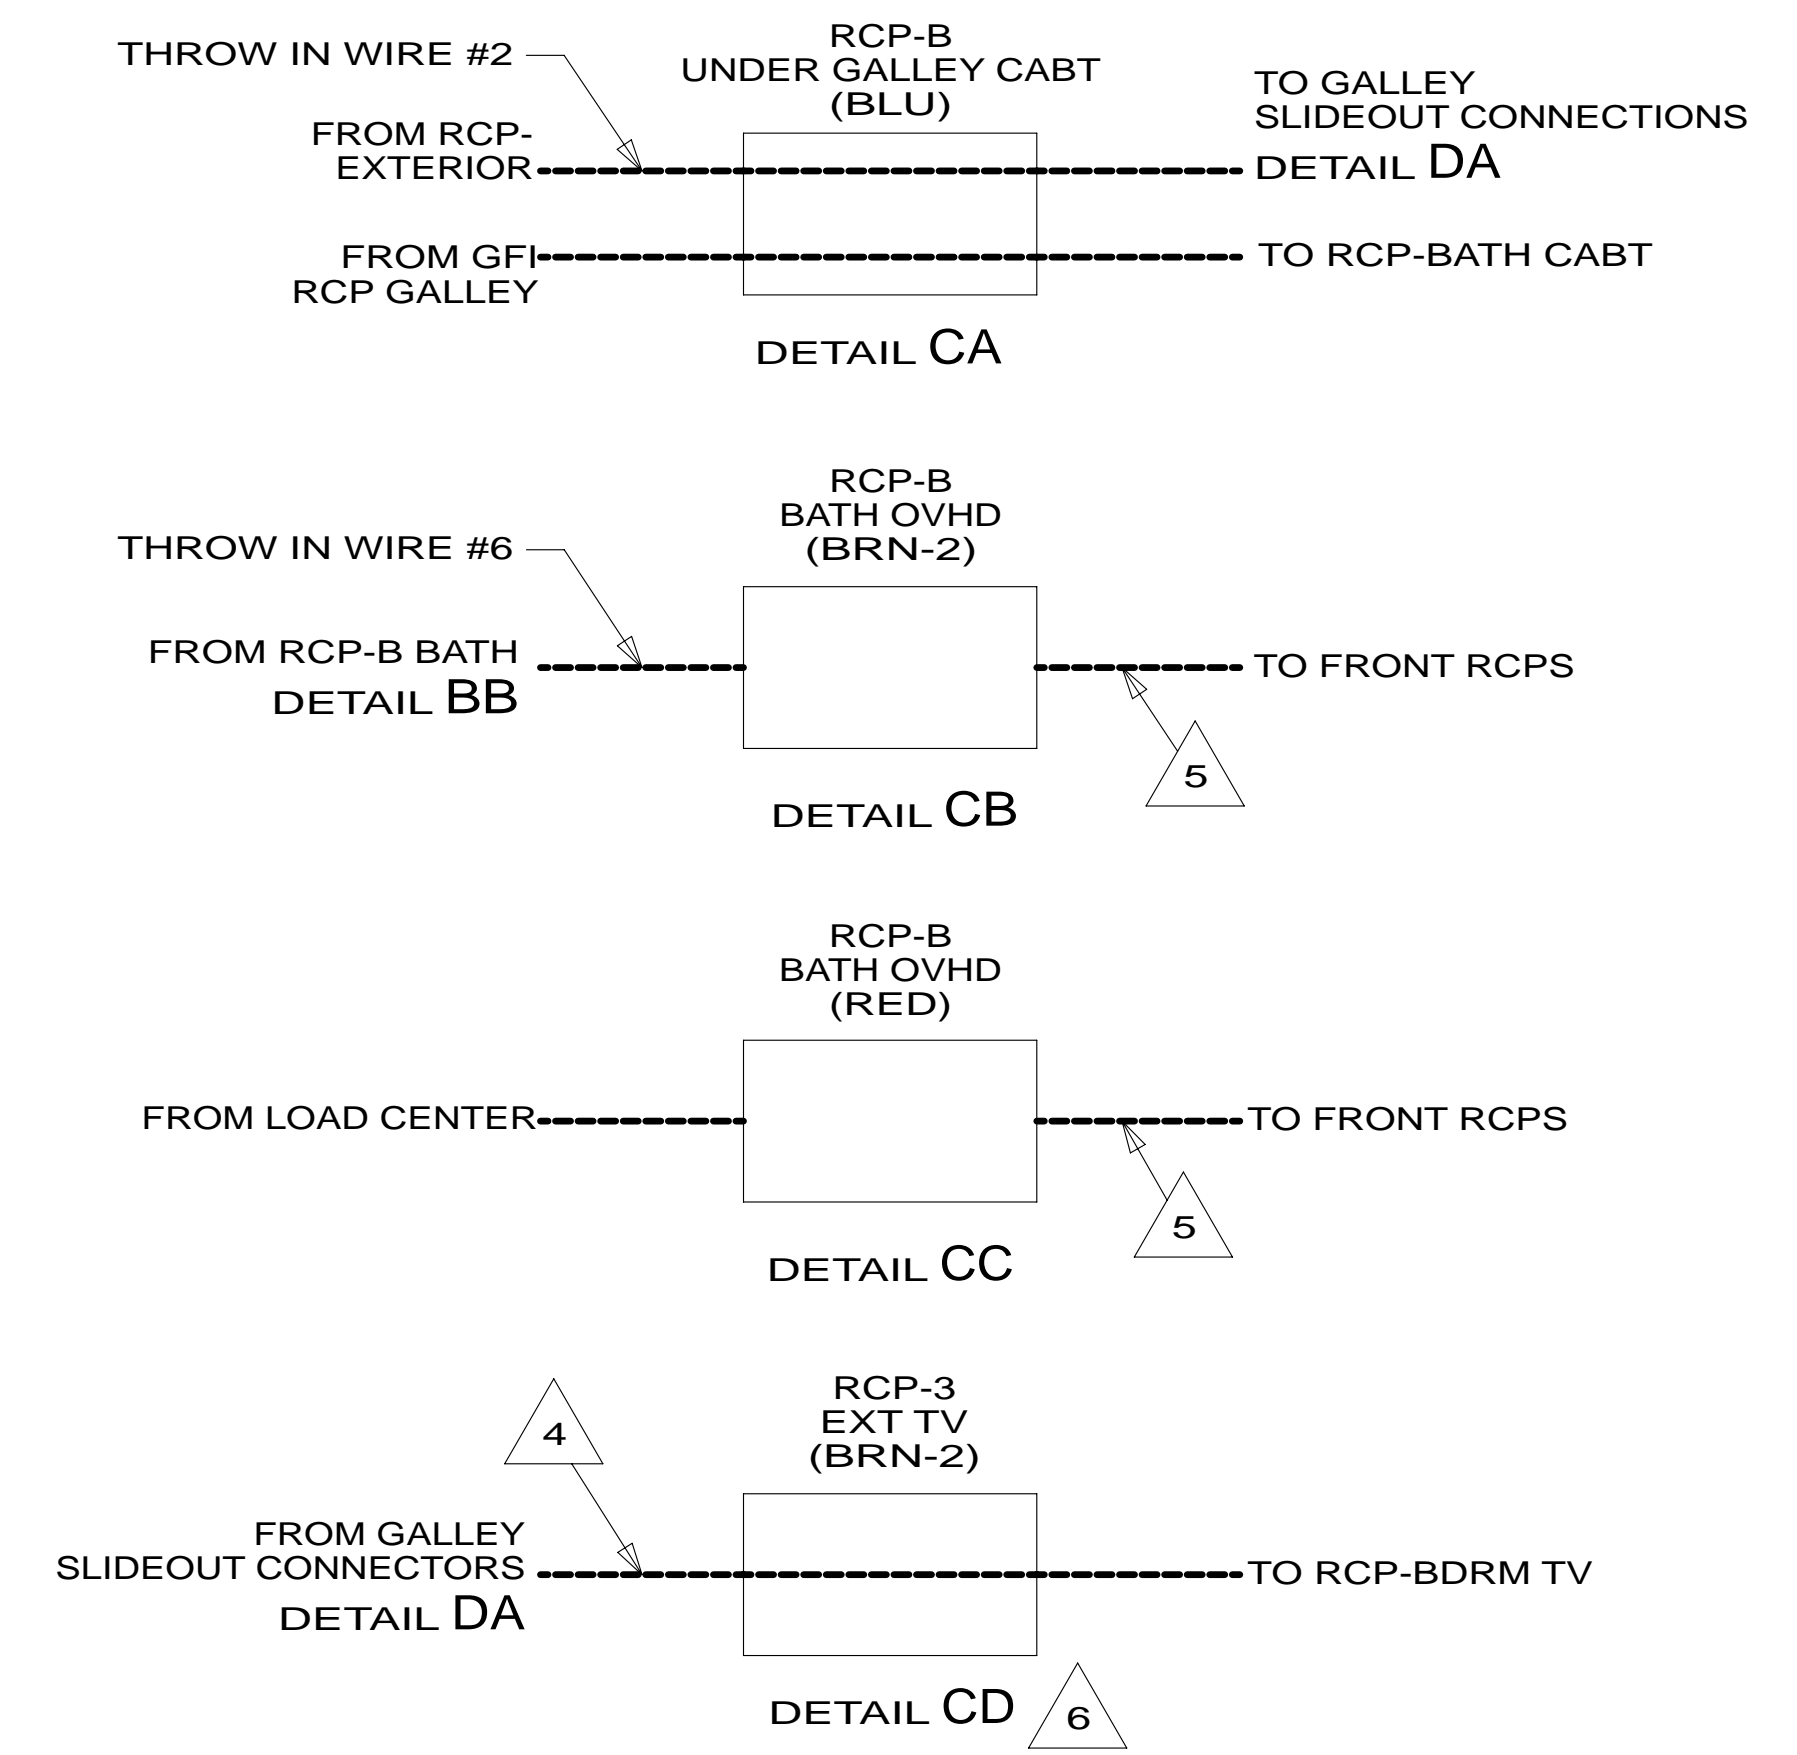 THROW IN WIRE #2
RCP-B
UNDER GALLEY CABT
(BLU)
FROM RCP-
EXTERIOR
TO GALLEY
SLIDEOUT CONNECTIONS
DETAIL DA
FROM GFI
RCP GALLEY
TO RCP-BATH CABT
DETAIL CA
RCP-B
BATH OVHD
(BRN-2)
THROW IN WIRE #6
FROM RCP-B BATH
DETAIL BB
TO FRONT RCPS
5
DETAIL CB
RCP-B
BATH OVHD
(RED)
FROM LOAD CENTER
TO FRONT RCPS
5
DETAIL CC
RCP-3
EXT TV
(BRN-2)
4
FROM GALLEY
SLIDEOUT CONNECTORS
DETAIL DA
TO RCP-BDRM TV
DETAIL CD
6